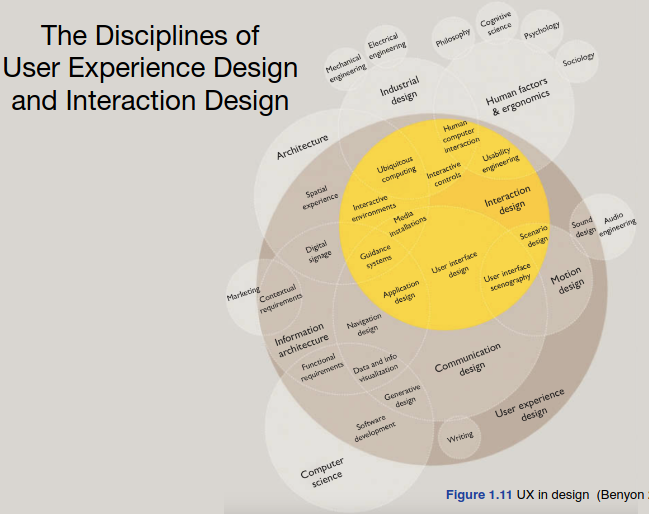 The Disciplines of
User Experience Design
and Interaction Design
Mechanical
engineering
Electrical
engineering
Philosophy
Cognitive
science
Psychology
Sociology
Industrial
design
Human factors
& ergonomics
Architecture
Human
computer
interaction
Ubiquitous
computing
Interactive
controls
Usability
engineering
Spatial
experience
Interactive
environments
Media
installations
Interaction
design
Sound
design
Audio
engineering
Digital
signage
Guidance
systems
User interface
design
Scenario
design
User interface
scenography
Motion
design
Marketing
Contextual
requirements
Application
design
Information
architecture
Navigation
design
Functional
requirements
Data and info
visualization
Communication
design
Generative
design
User experience
design
Software
development
Writing
Computer
science
Figure 1.11 UX in design (Benyon